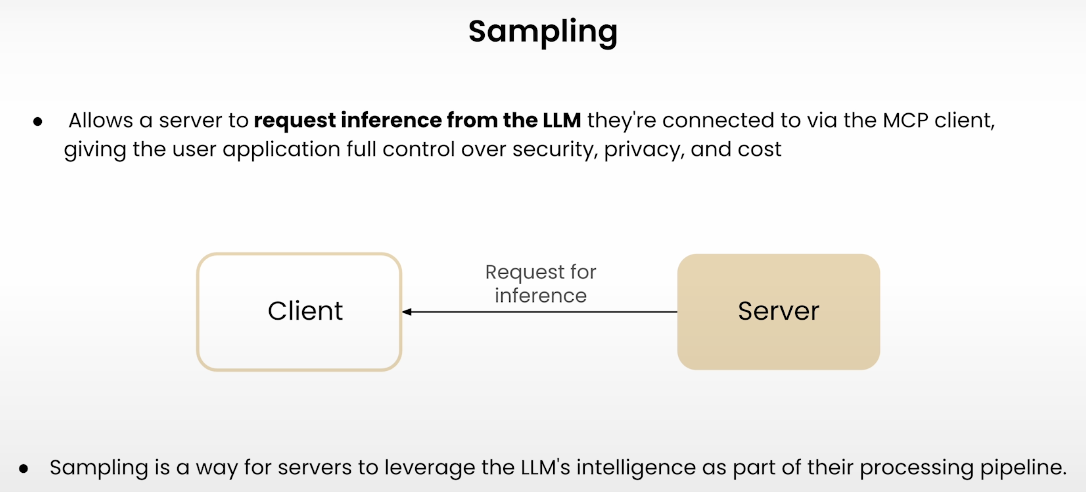 Sampling
● Allows a server to request inference from the LLM they're connected to via the MCP client,
giving the user application full control over security, privacy, and cost
Request for
inference
Client
Server
● Sampling is a way for servers to leverage the LLM's intelligence as part of their processing pipeline.